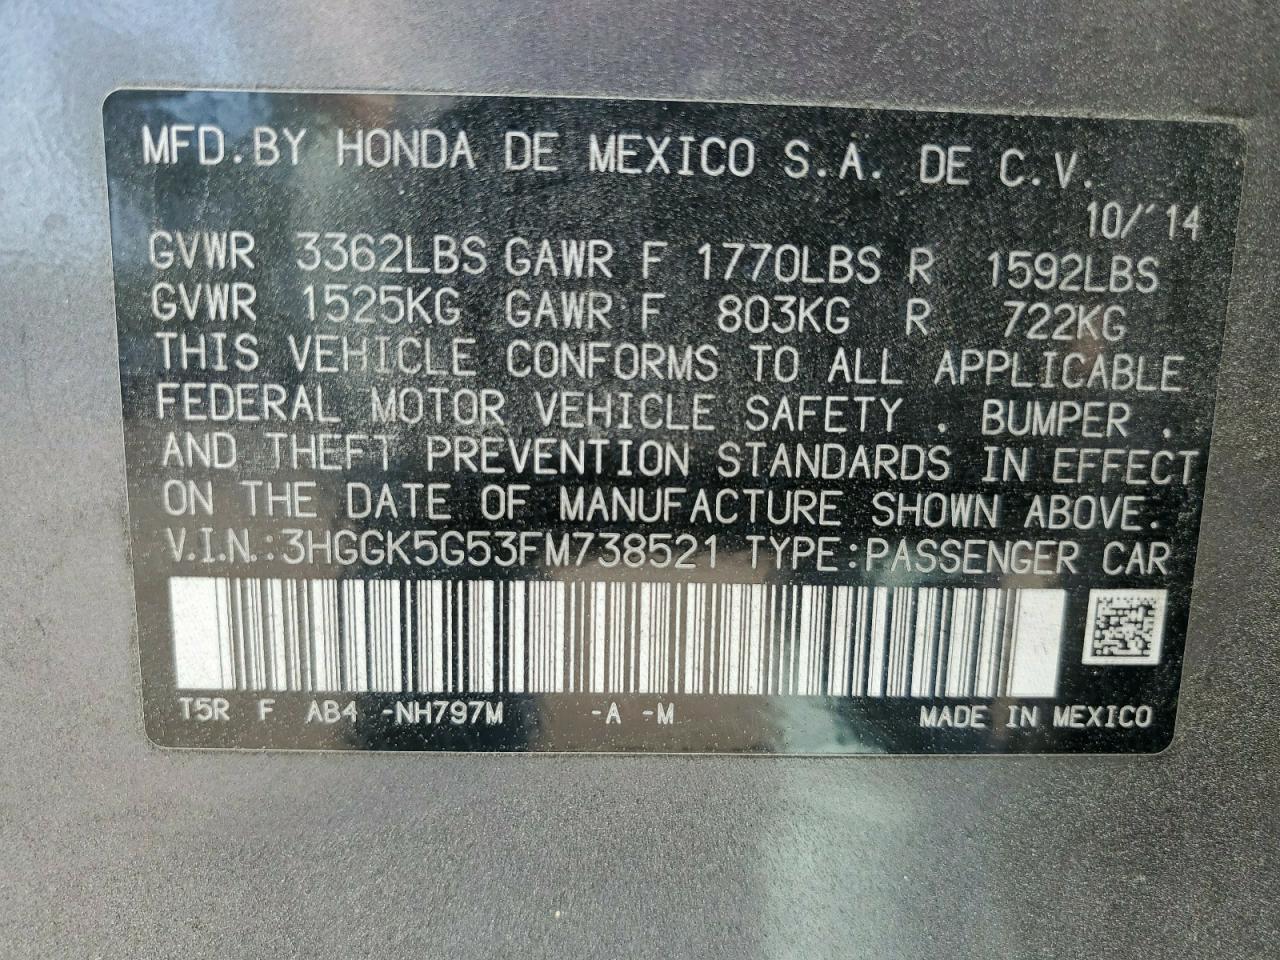 MFD.BY HONDA DE MEXICO S.A. DE C.V.
10/'14
GVWR 3362LBS GAWR F 1770LBS R 1592LBS
GVWR 1525KG GAWR F 803KG R 722KG
THIS VEHICLE CONFORMS TO ALL APPLICABLE
FEDERAL MOTOR VEHICLE SAFETY , BUMPER ,
AND THEFT PREVENTION STANDARDS IN EFFECT
ON THE DATE OF MANUFACTURE SHOWN ABOVE.
V.I.N.:3HGGK5G53FM738521 TYPE:PASSENGER CAR
T5R F AB4 -NH797M -A -M MADE IN MEXICO